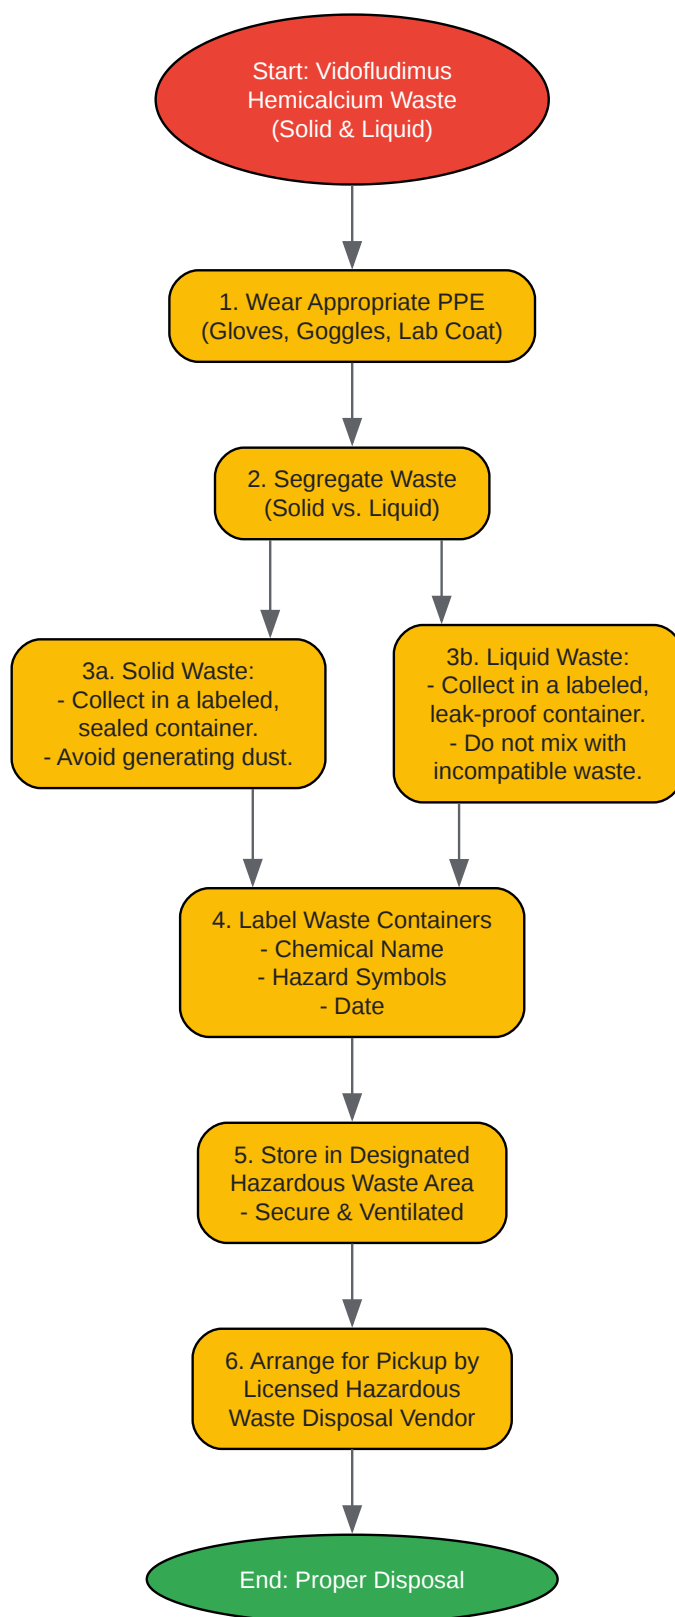 Start: Vidofludimus
Hemicalcium Waste
(Solid & Liquid)
1. Wear Appropriate PPE
(Gloves, Goggles, Lab Coat)
2. Segregate Waste
(Solid vs. Liquid)
3a. Solid Waste:
- Collect in a labeled,
sealed container.
- Avoid generating dust.
3b. Liquid Waste:
- Collect in a labeled,
leak-proof container.
- Do not mix with
incompatible waste.
4. Label Waste Containers
- Chemical Name
- Hazard Symbols
- Date
5. Store in Designated
Hazardous Waste Area
- Secure & Ventilated
6. Arrange for Pickup by
Licensed Hazardous
Waste Disposal Vendor
End: Proper Disposal